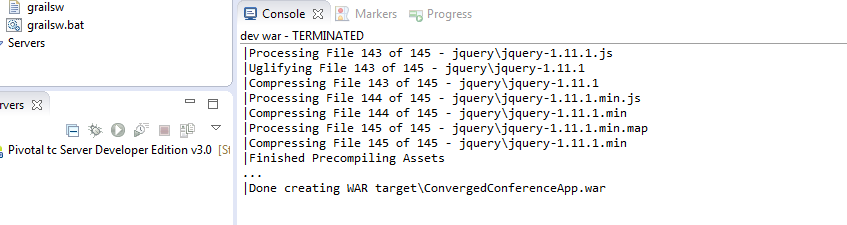 grailsw
grailsw.bat
Servers
rvers
Pivotal tc Server Developer Edition v3.0 [St
Console Markers Progress
dev war - TERMINATED
|Processing File 143 of 145 - jquery\jquery-1.11.1.js
|Uglifying File 143 of 145 - jquery\jquery-1.11.1
|Compressing File 143 of 145 - jquery\jquery-1.11.1
|Processing File 144 of 145 - jquery\jquery-1.11.1.min.js
|Compressing File 144 of 145 - jquery\jquery-1.11.1.min
|Processing File 145 of 145 - jquery\jquery-1.11.1.min.map
|Compressing File 145 of 145 - jquery\jquery-1.11.1.min
|Finished Precompiling Assets
...
|Done creating WAR target\ConvergedConferenceApp.war